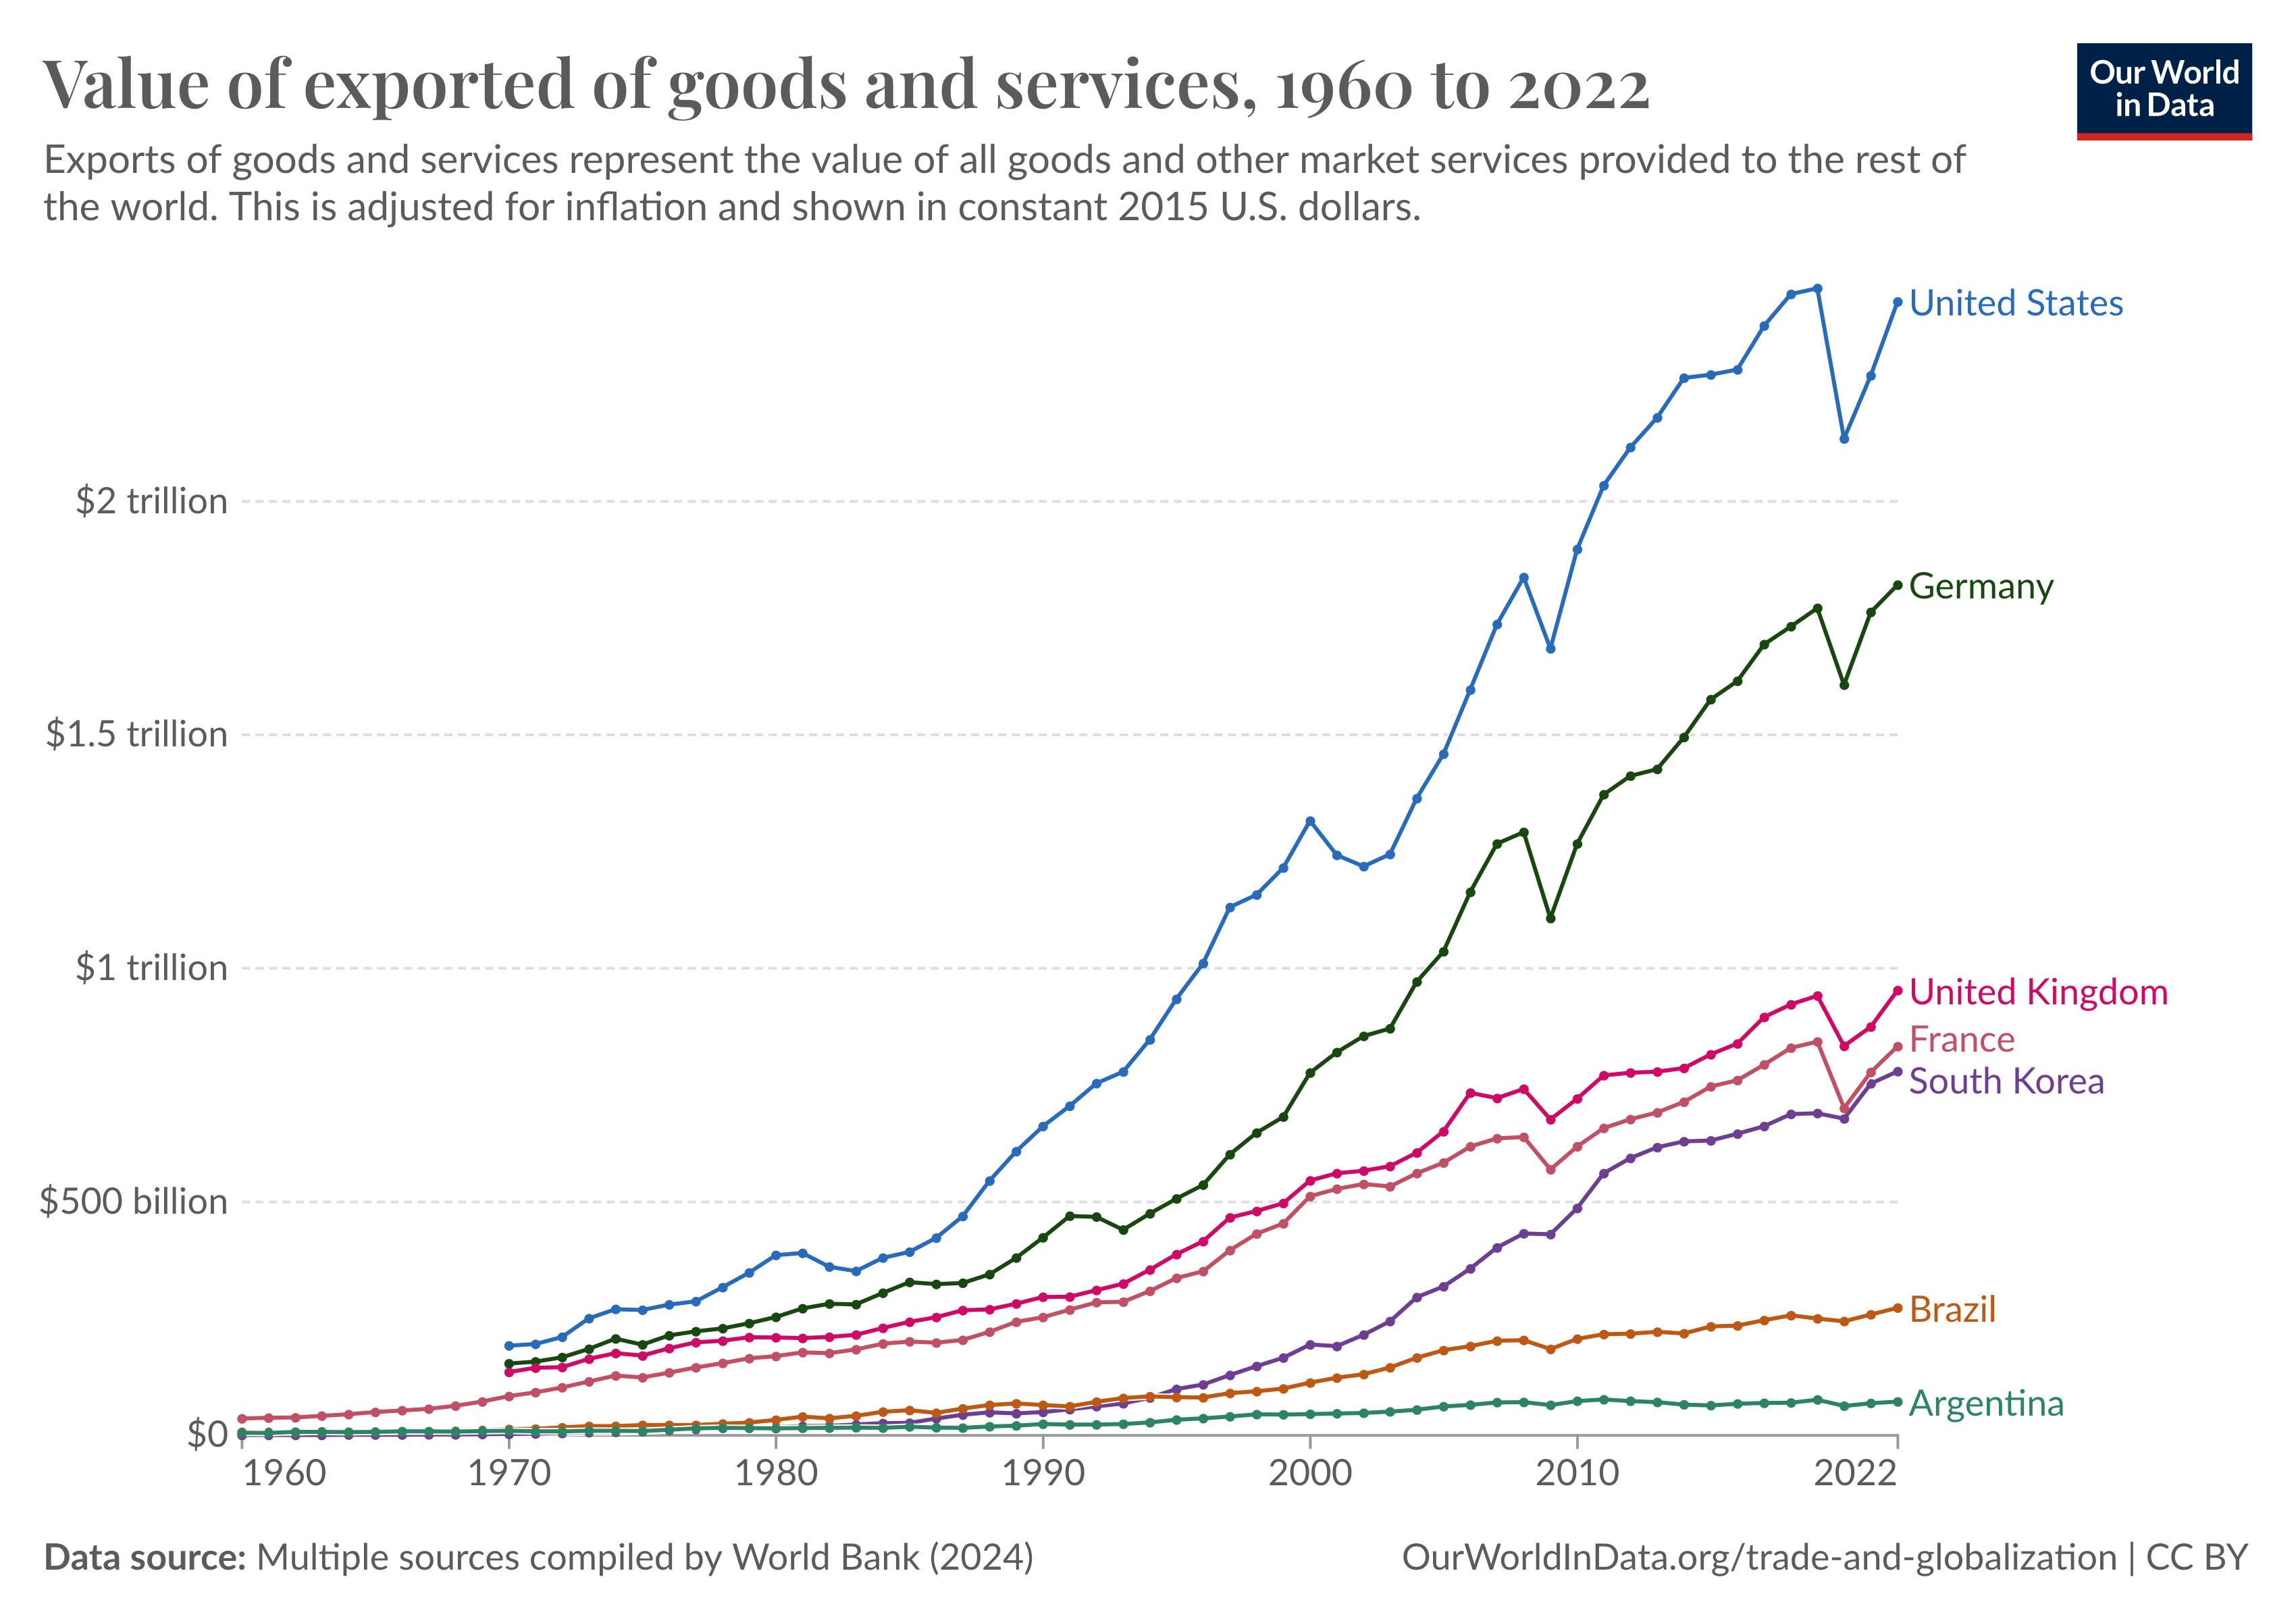 Value of exported of goods and services, 1960 to 2022
Our World
in Data
Exports of goods and services represent the value of all goods and other market services provided to the rest of
the world. This is adjusted for inflation and shown in constant 2015 U.S. dollars.
United States
$2 trillion
Germany
$1.5 trillion
$1 trillion
United Kingdom
France
South Korea
$500 billion
Brazil
Argentina
$0
1960 1970 1980 1990 2000 2010 2022
Data source: Multiple sources compiled by World Bank (2024)
OurWorldInData.org/trade-and-globalization | CC BY